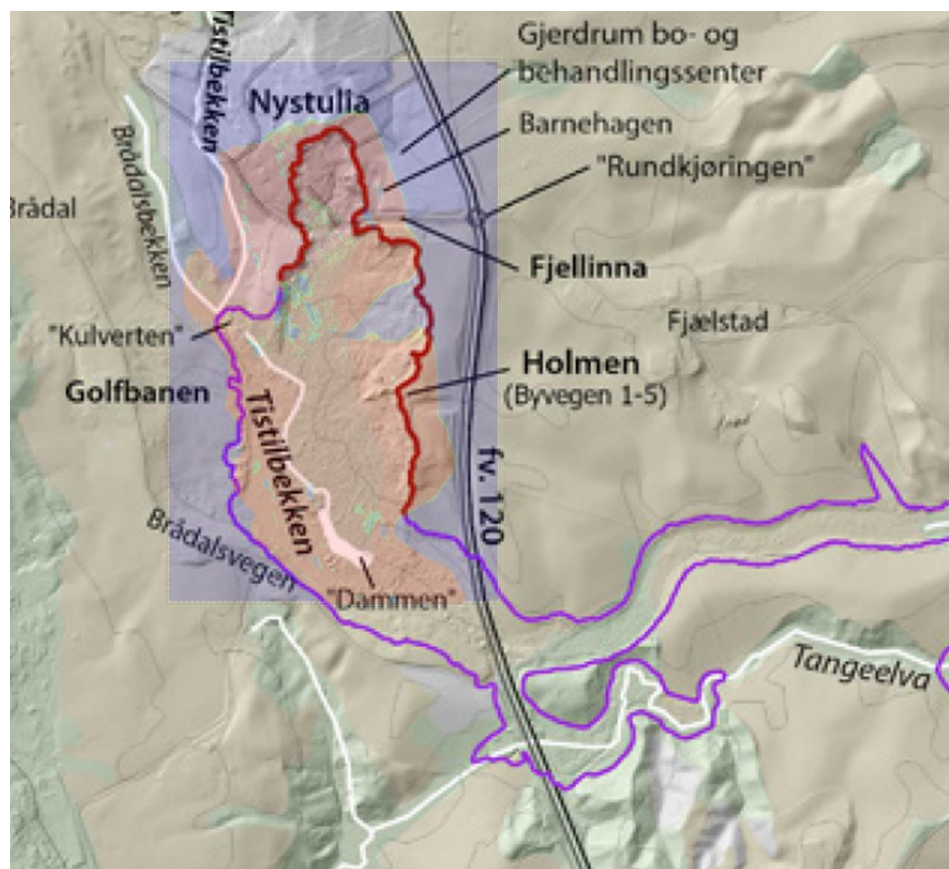 Tistilbekken
Gjerdrum bo- og
behandlingssenter
Nystulia
Barnehagen
"Rundkjøringen"
Brådalsbekken
Brådal
Fjellinna
"Kulverten"
Fjælstad
Holmen
(Byvegen 1-5)
Golfbanen
Tistilbekken
fv. 120
Brådalsvegen
"Dammen"
Tangeelva